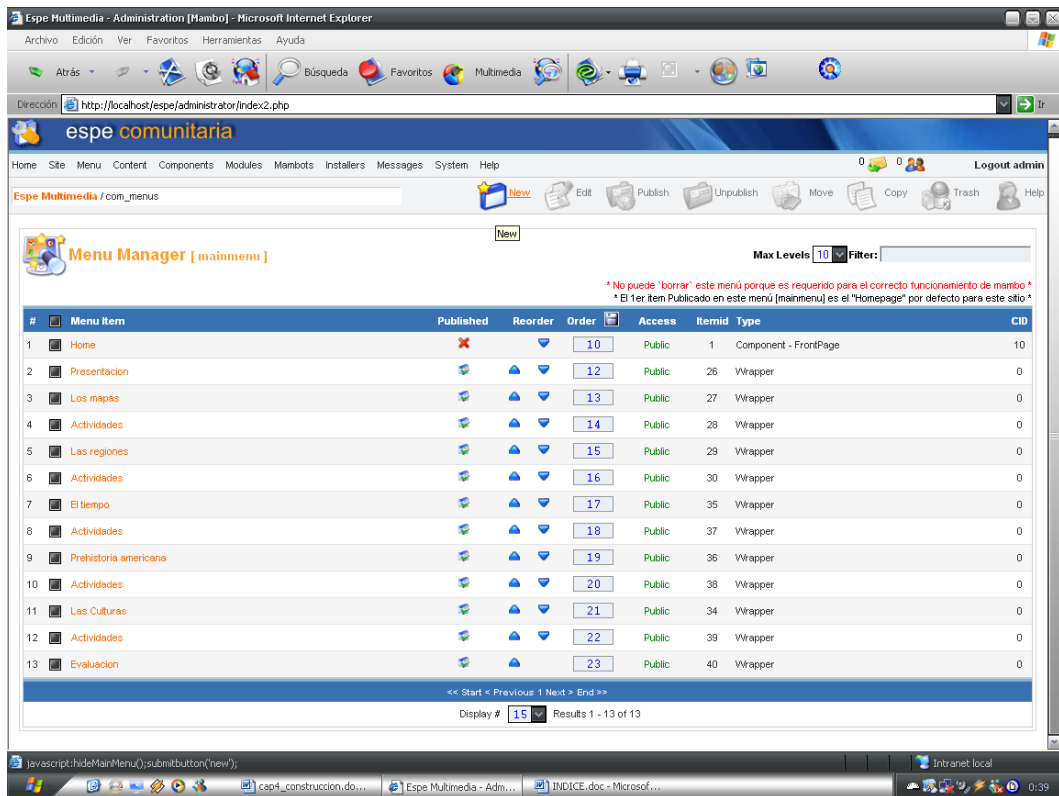 Espe Multimedia - Administration [Mambo] - Microsoft Internet Explorer
Archivo Edición Ver Favoritos Herramientas Ayuda
Atrás Búsqueda Favoritos Multimedia
Dirección http://localhost/espe/administrator/index2.php Ir
espe comunitaria
Home Site Menu Content Components Modules Mambots Installers Messages System Help 0 0 Logout admin
Espe Multimedia / com_menus New Edit Publish Unpublish Move Copy Trash Help
New
Menu Manager [ mainmenu ] Max Levels 10 Filter:
* No puede `borrar` este menú porque es requerido para el correcto funcionamiento de mambo *
* El 1er item Publicado en este menú [mainmenu] es el "Homepage" por defecto para este sitio *
# Menu Item Published Reorder Order Access Itemid Type CID
1 Home 10 Public 1 Component - FrontPage 10
2 Presentacion 12 Public 26 Wrapper 0
3 Los mapas 13 Public 27 Wrapper 0
4 Actividades 14 Public 28 Wrapper 0
5 Las regiones 15 Public 29 Wrapper 0
6 Actividades 16 Public 30 Wrapper 0
7 El tiempo 17 Public 35 Wrapper 0
8 Actividades 18 Public 37 Wrapper 0
9 Prehistoria americana 19 Public 36 Wrapper 0
10 Actividades 20 Public 38 Wrapper 0
11 Las Culturas 21 Public 34 Wrapper 0
12 Actividades 22 Public 39 Wrapper 0
13 Evaluacion 23 Public 40 Wrapper 0
<< Start < Previous 1 Next > End >>
Display # 15 Results 1 - 13 of 13
javascript:hideMainMenu();submitbutton('new'); Intranet local
cap4_construccion.do... Espe Multimedia - Adm... INDICE.doc - Microsof... 0:39